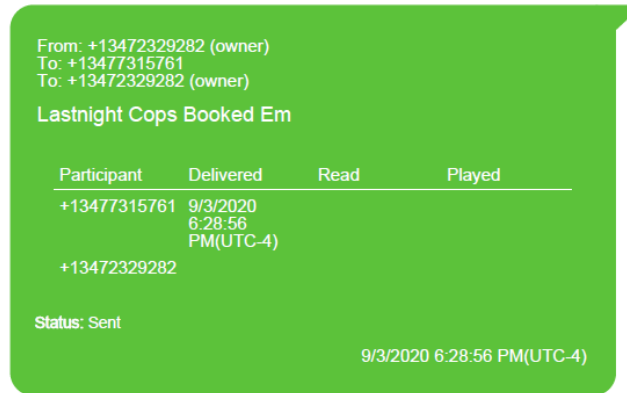 From: +13472329282 (owner)
To: +13477315761
To: +13472329282 (owner)
Lastnight Cops Booked Em
Participant Delivered Read Played
+13477315761 9/3/2020
6:28:56
PM(UTC-4)
+13472329282
Status: Sent
9/3/2020 6:28:56 PM(UTC-4)